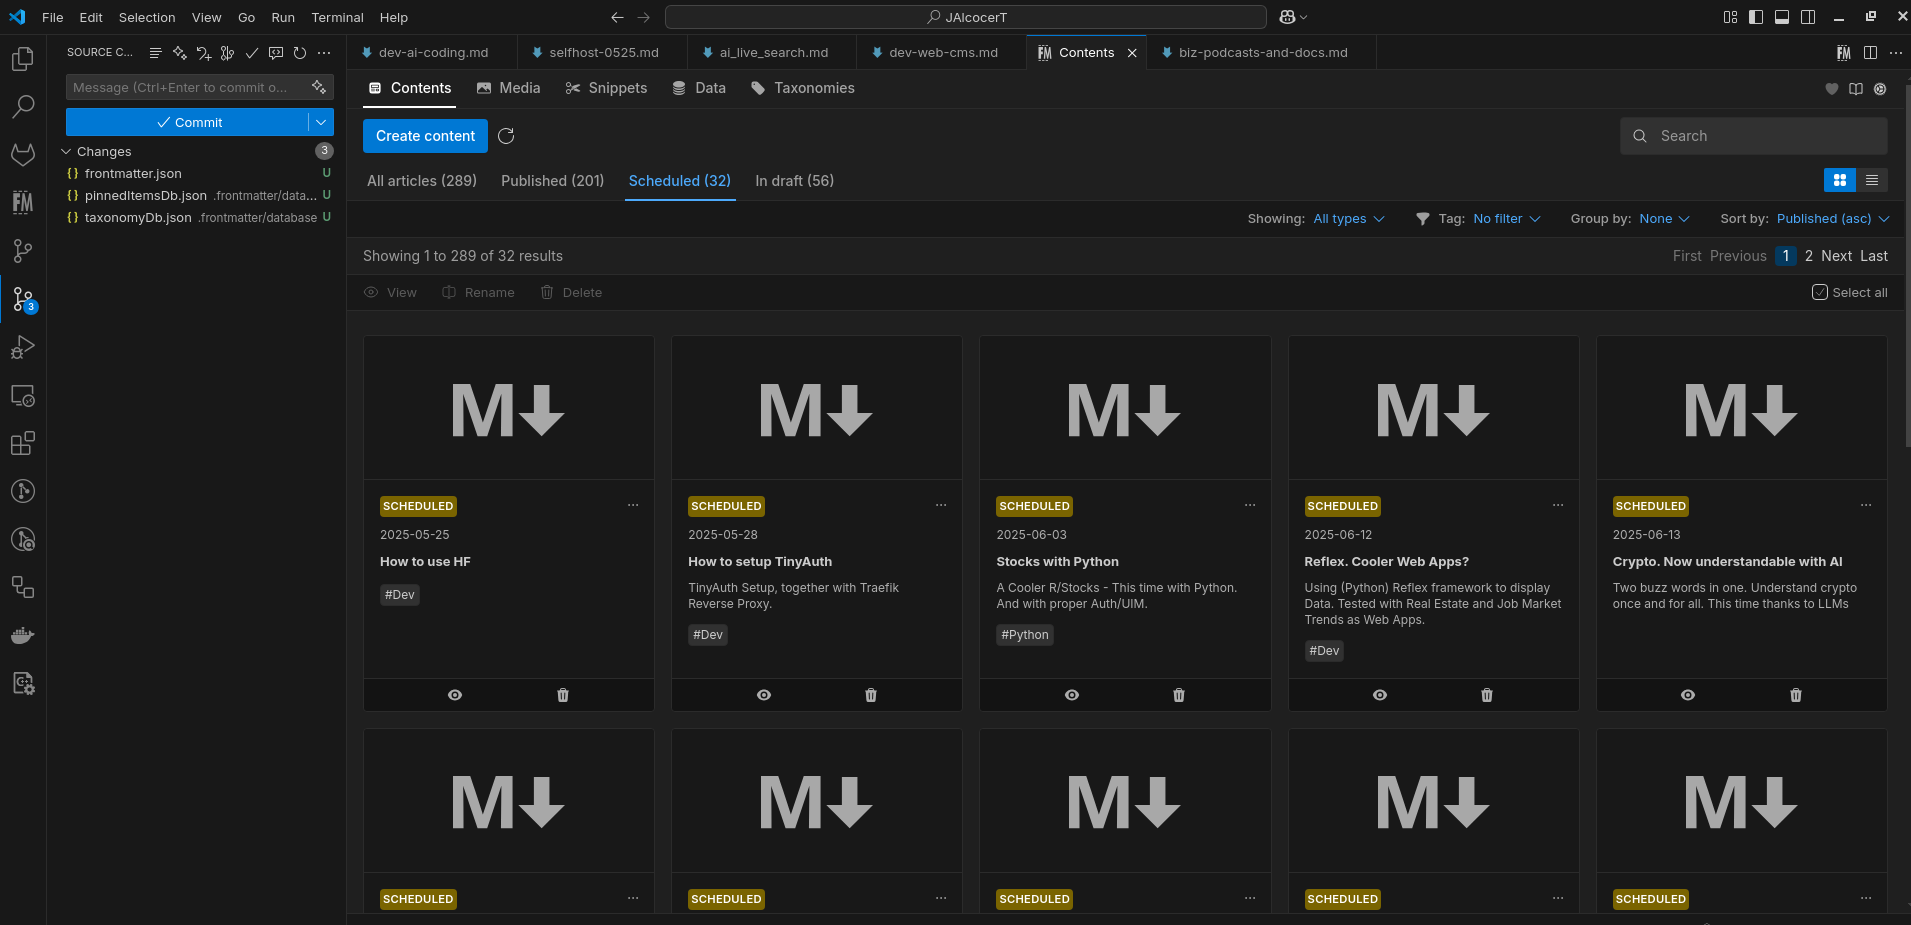 File Edit Selection View Go Run Terminal Help
JAlcocerT
SOURCE C...
dev-ai-coding.md
selfhost-0525.md
ai_live_search.md
dev-web-cms.md
FM Contents
biz-podcasts-and-docs.md
FM
Message (Ctrl+Enter to commit o...
Commit
Changes 3
{} frontmatter.json U
{} pinnedItemsDb.json .frontmatter/data... U
{} taxonomyDb.json .frontmatter/database U
FM
3
Contents Media Snippets Data Taxonomies
Create content
Search
All articles (289) Published (201) Scheduled (32) In draft (56)
Showing: All types Tag: No filter Group by: None Sort by: Published (asc)
Showing 1 to 289 of 32 results
First Previous 1 2 Next Last
View Rename Delete
Select all
M
SCHEDULED
2025-05-25
How to use HF
#Dev
M
SCHEDULED
2025-05-28
How to setup TinyAuth
TinyAuth Setup, together with Traefik
Reverse Proxy.
#Dev
M
SCHEDULED
2025-06-03
Stocks with Python
A Cooler R/Stocks - This time with Python.
And with proper Auth/UIM.
#Python
M
SCHEDULED
2025-06-12
Reflex. Cooler Web Apps?
Using (Python) Reflex framework to display
Data. Tested with Real Estate and Job Market
Trends as Web Apps.
#Dev
M
SCHEDULED
2025-06-13
Crypto. Now understandable with AI
Two buzz words in one. Understand crypto
once and for all. This time thanks to LLMs
M
SCHEDULED
M
SCHEDULED
M
SCHEDULED
M
SCHEDULED
M
SCHEDULED